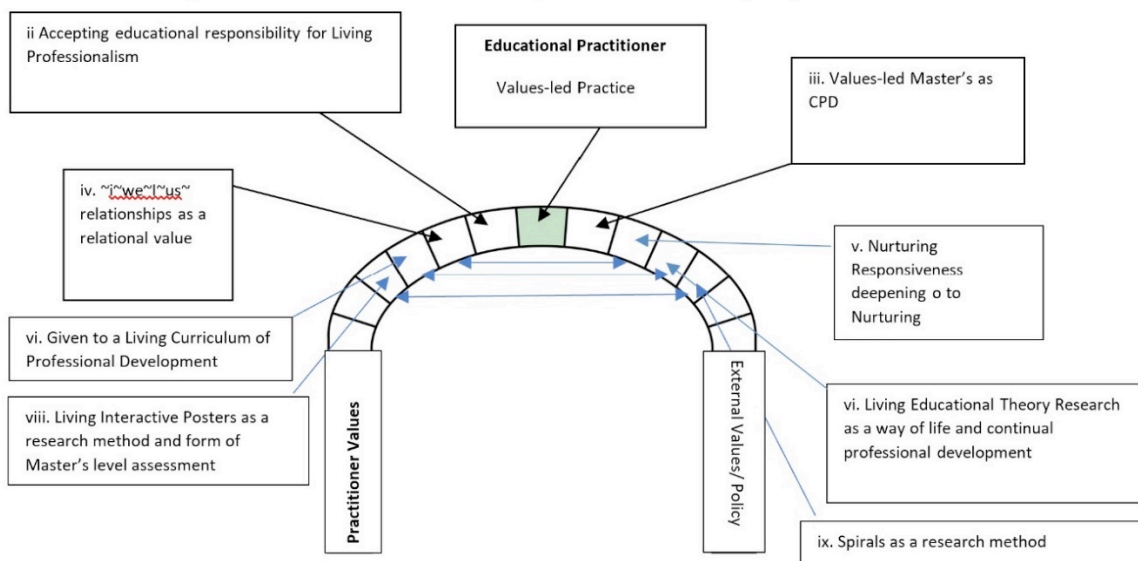 ii Accepting educational responsibility for Living
Professionalism
Educational Practitioner
Values-led Practice
iii. Values-led Master's as
CPD
iv. ~i~we~I~us~
relationships as a
relational value
v. Nurturing
Responsiveness
deepening o to
Nurturing
vi. Given to a Living Curriculum of
Professional Development
viii. Living Interactive Posters as a
research method and form of
Master's level assessment
Practitioner Values
External Values/ Policy
vi. Living Educational Theory Research
as a way of life and continual
professional development
ix. Spirals as a research method